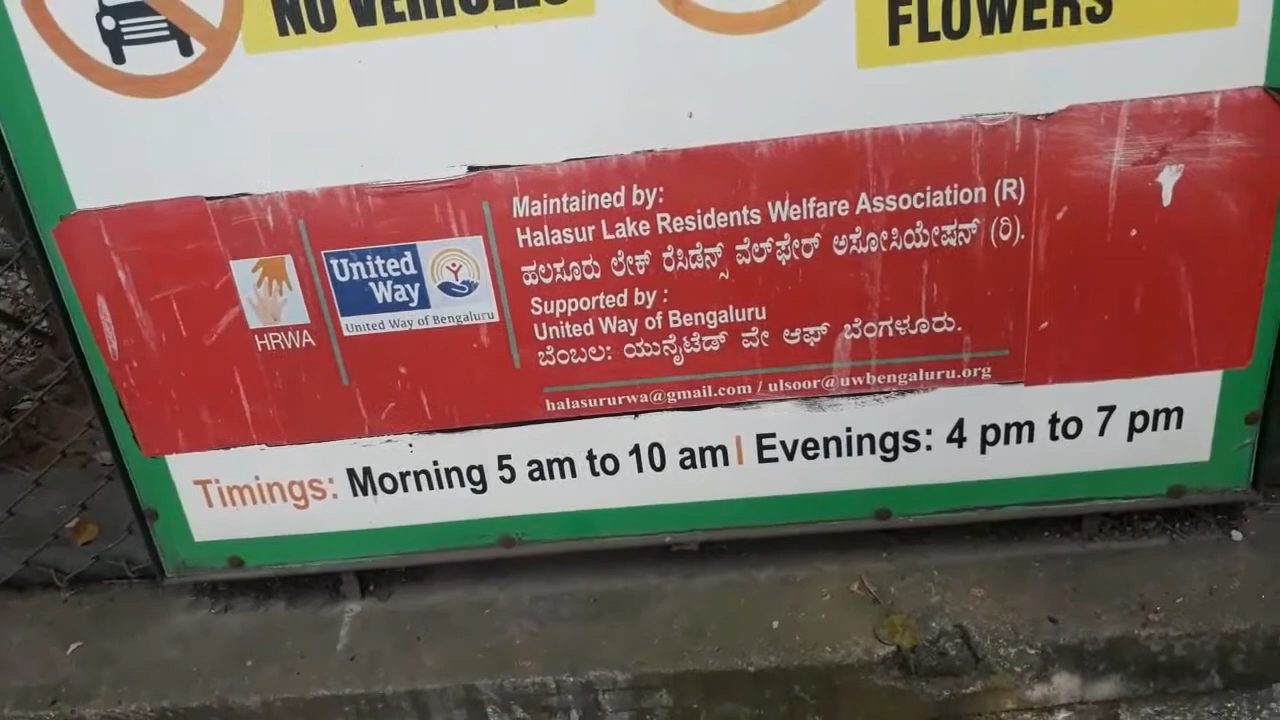 NO VEHICLES
FLOWERS
HRWA
United
Way
United Way of Bengaluru
Maintained by:
Halasur Lake Residents Welfare Association (R)
ಹಲಸೂರು ಲೇಕ್ ರೆಸಿಡೆನ್ಸ್ ವೆಲ್‌ಫೇರ್ ಅಸೋಸಿಯೇಷನ್ (ರಿ).
Supported by :
United Way of Bengaluru
ಬೆಂಬಲ: ಯುನೈಟೆಡ್ ವೇ ಆಫ್ ಬೆಂಗಳೂರು.
halasururwa@gmail.com / ulsoor@uwbengaluru.org
Timings: Morning 5 am to 10 am | Evenings: 4 pm to 7 pm